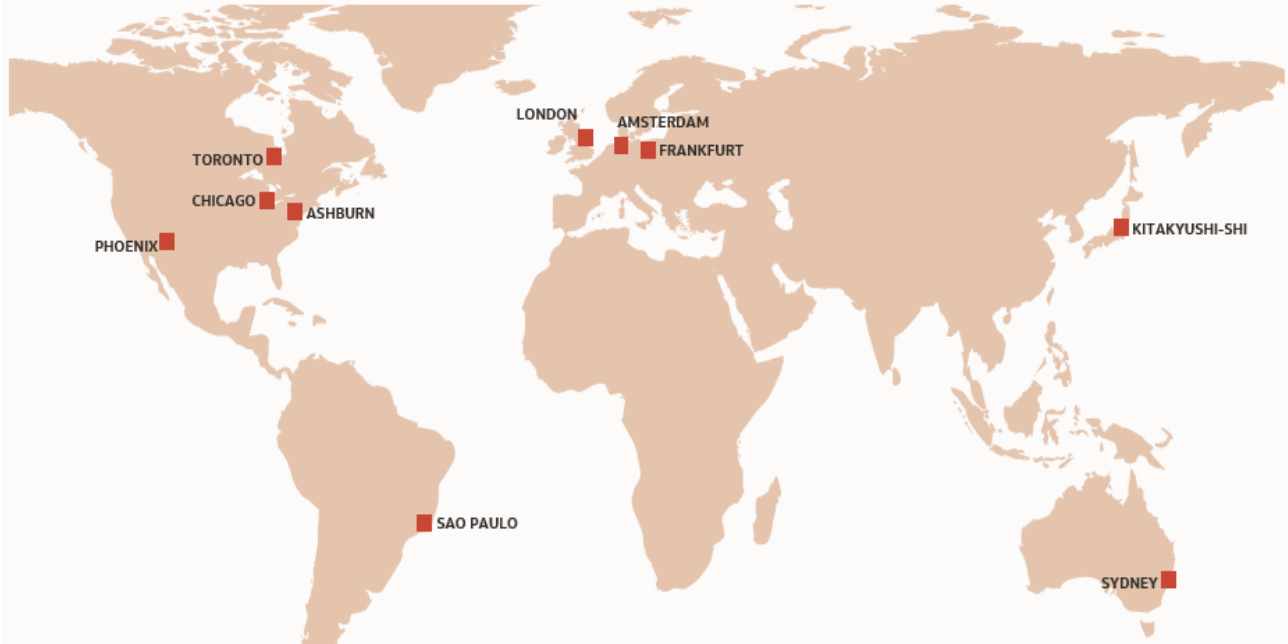 LONDON
AMSTERDAM
FRANKFURT
TORONTO
CHICAGO
ASHBURN
PHOENIX
KITAKYUSHI-SHI
SAO PAULO
SYDNEY